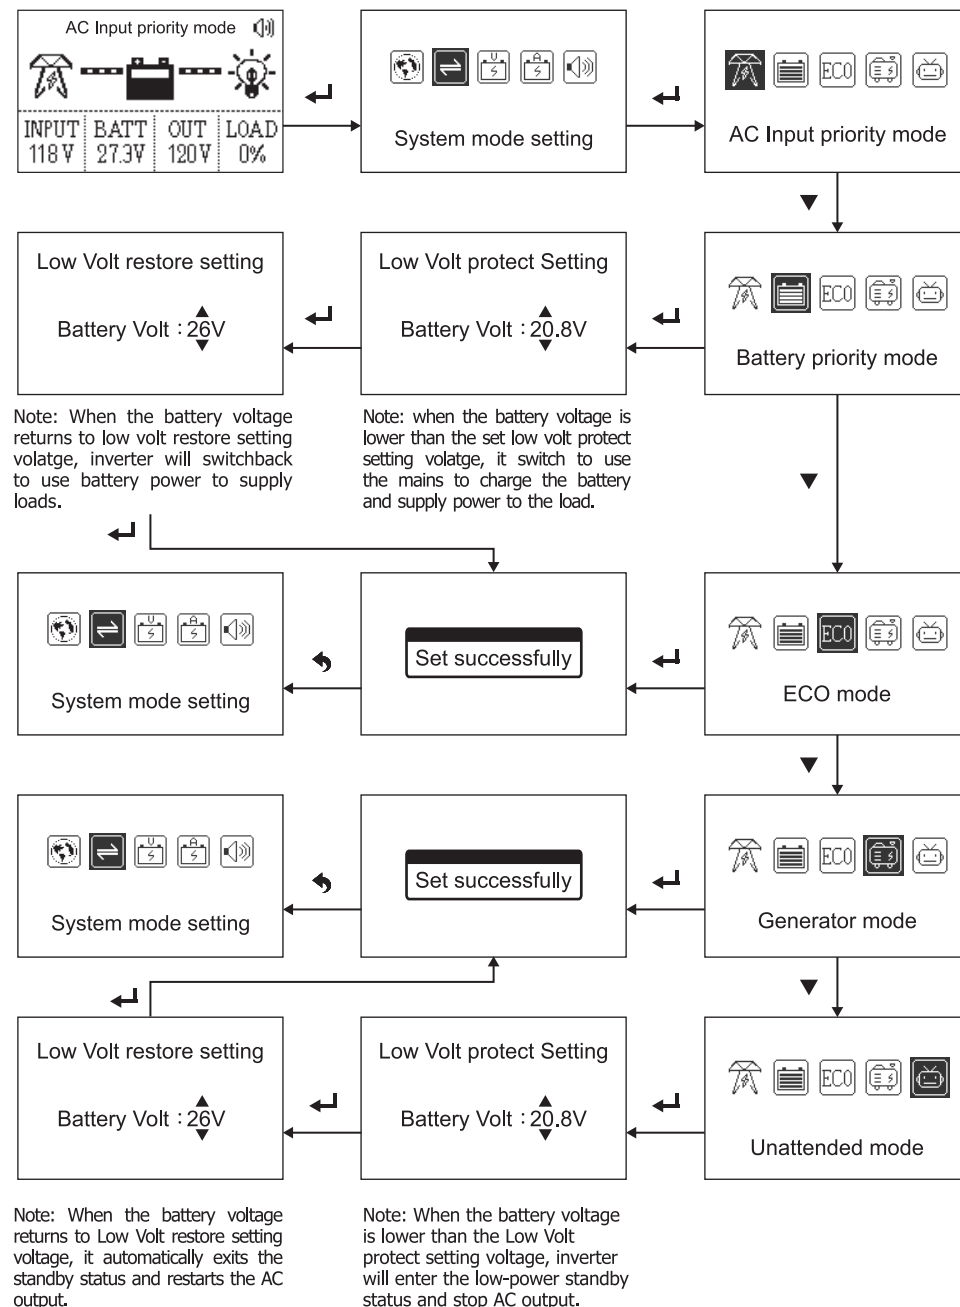 AC Input priority mode
INPUT BATT OUT LOAD
118V 27.3V 120V 0%
System mode setting
ECO
AC Input priority mode
Low Volt restore setting
Battery Volt : 26V
Low Volt protect Setting
Battery Volt : 20.8V
ECO
Battery priority mode
Note: When the battery voltage
returns to low volt restore setting
volatge, inverter will switchback
to use battery power to supply
loads.
Note: when the battery voltage is
lower than the set low volt protect
setting volatge, it switch to use
the mains to charge the battery
and supply power to the load.
System mode setting
Set successfully
ECO
ECO mode
System mode setting
Set successfully
ECO
Generator mode
Low Volt restore setting
Battery Volt : 26V
Low Volt protect Setting
Battery Volt : 20.8V
ECO
Unattended mode
Note: When the battery voltage
returns to Low Volt restore setting
voltage, it automatically exits the
standby status and restarts the AC
output.
Note: When the battery voltage
is lower than the Low Volt
protect setting voltage, inverter
will enter the low-power standby
status and stop AC output.